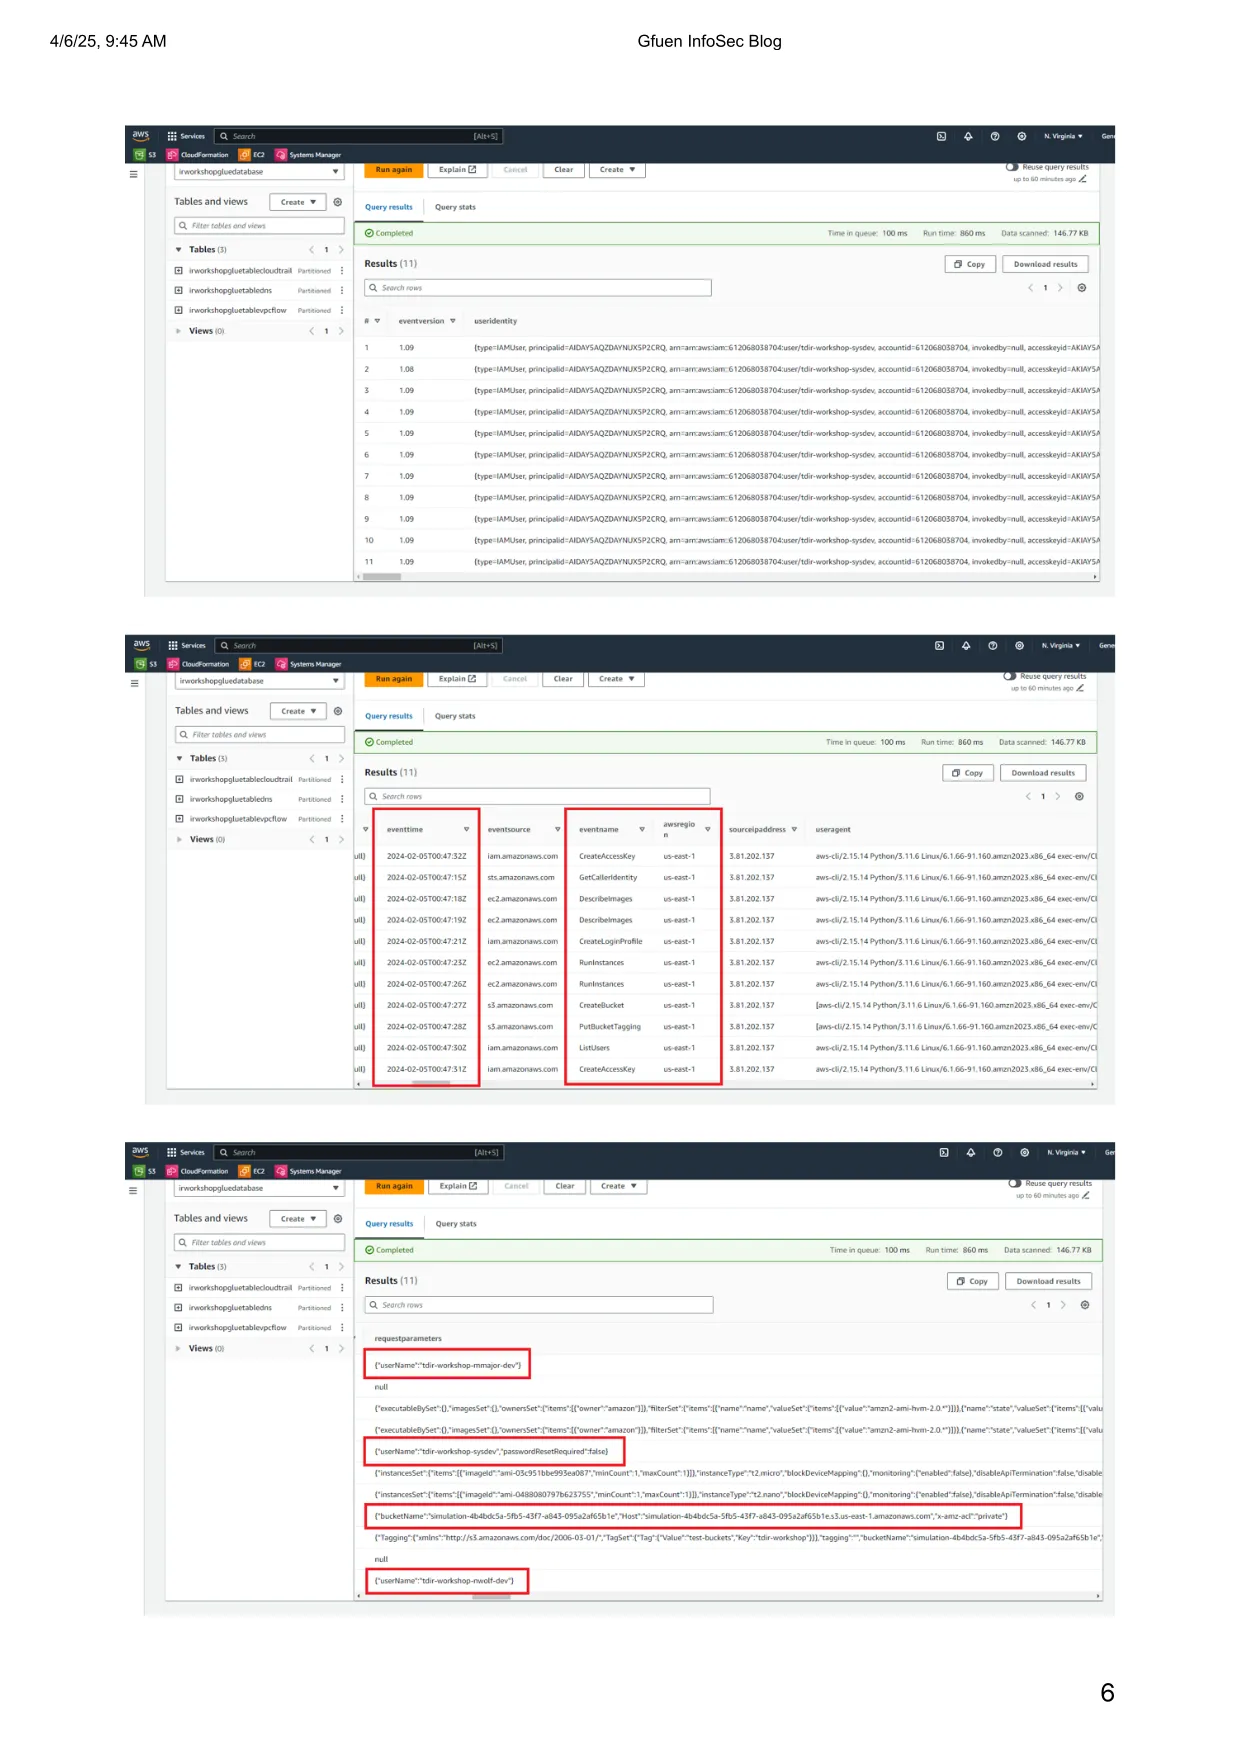 4/6/25, 9:45 AM Gfuen InfoSec Blog
aws Services Search [Alt+S] N. Virginia ▼ Gene
S3 CloudFormation EC2 Systems Manager
irworkshopgluedatabase ▼ Run again Explain Cancel Clear Create ▼ Reuse query results
up to 60 minutes ago
Tables and views Create ▼ Query results Query stats
Filter tables and views
Completed Time in queue: 100 ms Run time: 860 ms Data scanned: 146.77 KB
▼ Tables (3) < 1 >
Results (11) Copy Download results
irworkshopgluetablecloudtrail Partitioned
irworkshopgluetabledns Partitioned Search rows < 1 >
irworkshopgluetablevpcflow Partitioned
Views (0) < 1 >
# eventversion useridentity
1 1.09 {type=IAMUser, principalid=AIDAY5AQZDAYNUX5P2CRQ, arn=arn:aws:iam::612068038704:user/tdir-workshop-sysdev, accountid=612068038704, invokedby=null, accesskeyid=AKIAY5A
2 1.08 {type=IAMUser, principalid=AIDAY5AQZDAYNUX5P2CRQ, arn=arn:aws:iam::612068038704:user/tdir-workshop-sysdev, accountid=612068038704, invokedby=null, accesskeyid=AKIAY5A
3 1.09 {type=IAMUser, principalid=AIDAY5AQZDAYNUX5P2CRQ, arn=arn:aws:iam::612068038704:user/tdir-workshop-sysdev, accountid=612068038704, invokedby=null, accesskeyid=AKIAY5A
4 1.09 {type=IAMUser, principalid=AIDAY5AQZDAYNUX5P2CRQ, arn=arn:aws:iam::612068038704:user/tdir-workshop-sysdev, accountid=612068038704, invokedby=null, accesskeyid=AKIAY5A
5 1.09 {type=IAMUser, principalid=AIDAY5AQZDAYNUX5P2CRQ, arn=arn:aws:iam::612068038704:user/tdir-workshop-sysdev, accountid=612068038704, invokedby=null, accesskeyid=AKIAY5A
6 1.09 {type=IAMUser, principalid=AIDAY5AQZDAYNUX5P2CRQ, arn=arn:aws:iam::612068038704:user/tdir-workshop-sysdev, accountid=612068038704, invokedby=null, accesskeyid=AKIAY5A
7 1.09 {type=IAMUser, principalid=AIDAY5AQZDAYNUX5P2CRQ, arn=arn:aws:iam::612068038704:user/tdir-workshop-sysdev, accountid=612068038704, invokedby=null, accesskeyid=AKIAY5A
8 1.09 {type=IAMUser, principalid=AIDAY5AQZDAYNUX5P2CRQ, arn=arn:aws:iam::612068038704:user/tdir-workshop-sysdev, accountid=612068038704, invokedby=null, accesskeyid=AKIAY5A
9 1.09 {type=IAMUser, principalid=AIDAY5AQZDAYNUX5P2CRQ, arn=arn:aws:iam::612068038704:user/tdir-workshop-sysdev, accountid=612068038704, invokedby=null, accesskeyid=AKIAY5A
10 1.09 {type=IAMUser, principalid=AIDAY5AQZDAYNUX5P2CRQ, arn=arn:aws:iam::612068038704:user/tdir-workshop-sysdev, accountid=612068038704, invokedby=null, accesskeyid=AKIAY5A
11 1.09 {type=IAMUser, principalid=AIDAY5AQZDAYNUX5P2CRQ, arn=arn:aws:iam::612068038704:user/tdir-workshop-sysdev, accountid=612068038704, invokedby=null, accesskeyid=AKIAY5A
aws Services Search [Alt+S] N. Virginia ▼ Gene
S3 CloudFormation EC2 Systems Manager
irworkshopgluedatabase ▼ Run again Explain Cancel Clear Create ▼ Reuse query results
up to 60 minutes ago
Tables and views Create ▼ Query results Query stats
Filter tables and views
Completed Time in queue: 100 ms Run time: 860 ms Data scanned: 146.77 KB
▼ Tables (3) < 1 >
Results (11) Copy Download results
irworkshopgluetablecloudtrail Partitioned
irworkshopgluetabledns Partitioned Search rows < 1 >
irworkshopgluetablevpcflow Partitioned
Views (0) < 1 >
eventtime eventsource eventname awsregion sourceipaddress useragent
ull} 2024-02-05T00:47:32Z iam.amazonaws.com CreateAccessKey us-east-1 3.81.202.137 aws-cli/2.15.14 Python/3.11.6 Linux/6.1.66-91.160.amzn2023.x86_64 exec-env/Cl
ull} 2024-02-05T00:47:15Z sts.amazonaws.com GetCallerIdentity us-east-1 3.81.202.137 aws-cli/2.15.14 Python/3.11.6 Linux/6.1.66-91.160.amzn2023.x86_64 exec-env/Cl
ull} 2024-02-05T00:47:18Z ec2.amazonaws.com DescribeImages us-east-1 3.81.202.137 aws-cli/2.15.14 Python/3.11.6 Linux/6.1.66-91.160.amzn2023.x86_64 exec-env/Cl
ull} 2024-02-05T00:47:19Z ec2.amazonaws.com DescribeImages us-east-1 3.81.202.137 aws-cli/2.15.14 Python/3.11.6 Linux/6.1.66-91.160.amzn2023.x86_64 exec-env/Cl
ull} 2024-02-05T00:47:21Z iam.amazonaws.com CreateLoginProfile us-east-1 3.81.202.137 aws-cli/2.15.14 Python/3.11.6 Linux/6.1.66-91.160.amzn2023.x86_64 exec-env/Cl
ull} 2024-02-05T00:47:23Z ec2.amazonaws.com RunInstances us-east-1 3.81.202.137 aws-cli/2.15.14 Python/3.11.6 Linux/6.1.66-91.160.amzn2023.x86_64 exec-env/Cl
ull} 2024-02-05T00:47:26Z ec2.amazonaws.com RunInstances us-east-1 3.81.202.137 aws-cli/2.15.14 Python/3.11.6 Linux/6.1.66-91.160.amzn2023.x86_64 exec-env/Cl
ull} 2024-02-05T00:47:27Z s3.amazonaws.com CreateBucket us-east-1 3.81.202.137 [aws-cli/2.15.14 Python/3.11.6 Linux/6.1.66-91.160.amzn2023.x86_64 exec-env/C
ull} 2024-02-05T00:47:28Z s3.amazonaws.com PutBucketTagging us-east-1 3.81.202.137 [aws-cli/2.15.14 Python/3.11.6 Linux/6.1.66-91.160.amzn2023.x86_64 exec-env/C
ull} 2024-02-05T00:47:30Z iam.amazonaws.com ListUsers us-east-1 3.81.202.137 aws-cli/2.15.14 Python/3.11.6 Linux/6.1.66-91.160.amzn2023.x86_64 exec-env/Cl
ull} 2024-02-05T00:47:31Z iam.amazonaws.com CreateAccessKey us-east-1 3.81.202.137 aws-cli/2.15.14 Python/3.11.6 Linux/6.1.66-91.160.amzn2023.x86_64 exec-env/Cl
aws Services Search [Alt+S] N. Virginia ▼ Ger
S3 CloudFormation EC2 Systems Manager
irworkshopgluedatabase ▼ Run again Explain Cancel Clear Create ▼ Reuse query results
up to 60 minutes ago
Tables and views Create ▼ Query results Query stats
Filter tables and views
Completed Time in queue: 100 ms Run time: 860 ms Data scanned: 146.77 KB
▼ Tables (3) < 1 >
Results (11) Copy Download results
irworkshopgluetablecloudtrail Partitioned
irworkshopgluetabledns Partitioned Search rows < 1 >
irworkshopgluetablevpcflow Partitioned
Views (0) < 1 >
requestparameters
{"userName":"tdir-workshop-mmajor-dev"}
null
{"executableBySet":{},"imagesSet":{},"ownersSet":{"items":[{"owner":"amazon"}]},"filterSet":{"items":[{"name":"name","valueSet":{"items":[{"value":"amzn2-ami-hvm-2.0.*"}]}},{"name":"state","valueSet":{"items":[{"valu
{"executableBySet":{},"imagesSet":{},"ownersSet":{"items":[{"owner":"amazon"}]},"filterSet":{"items":[{"name":"name","valueSet":{"items":[{"value":"amzn2-ami-hvm-2.0.*"}]}},{"name":"state","valueSet":{"items":[{"valu
{"userName":"tdir-workshop-sysdev","passwordResetRequired":false}
{"instancesSet":{"items":[{"imageId":"ami-03c951bbe993ea087","minCount":1,"maxCount":1}]},"instanceType":"t2.micro","blockDeviceMapping":{},"monitoring":{"enabled":false},"disableApiTermination":false,"disable
{"instancesSet":{"items":[{"imageId":"ami-0488080797b623755","minCount":1,"maxCount":1}]},"instanceType":"t2.nano","blockDeviceMapping":{},"monitoring":{"enabled":false},"disableApiTermination":false,"disable
{"bucketName":"simulation-4b4bdc5a-5fb5-43f7-a843-095a2af65b1e","Host":"simulation-4b4bdc5a-5fb5-43f7-a843-095a2af65b1e.s3.us-east-1.amazonaws.com","x-amz-acl":"private"}
{"Tagging":{"xmlns":"http://s3.amazonaws.com/doc/2006-03-01/","TagSet":{"Tag":{"Value":"test-buckets","Key":"tdir-workshop"}}},"tagging":"","bucketName":"simulation-4b4bdc5a-5fb5-43f7-a843-095a2af65b1e","
null
{"userName":"tdir-workshop-nwolf-dev"}
6